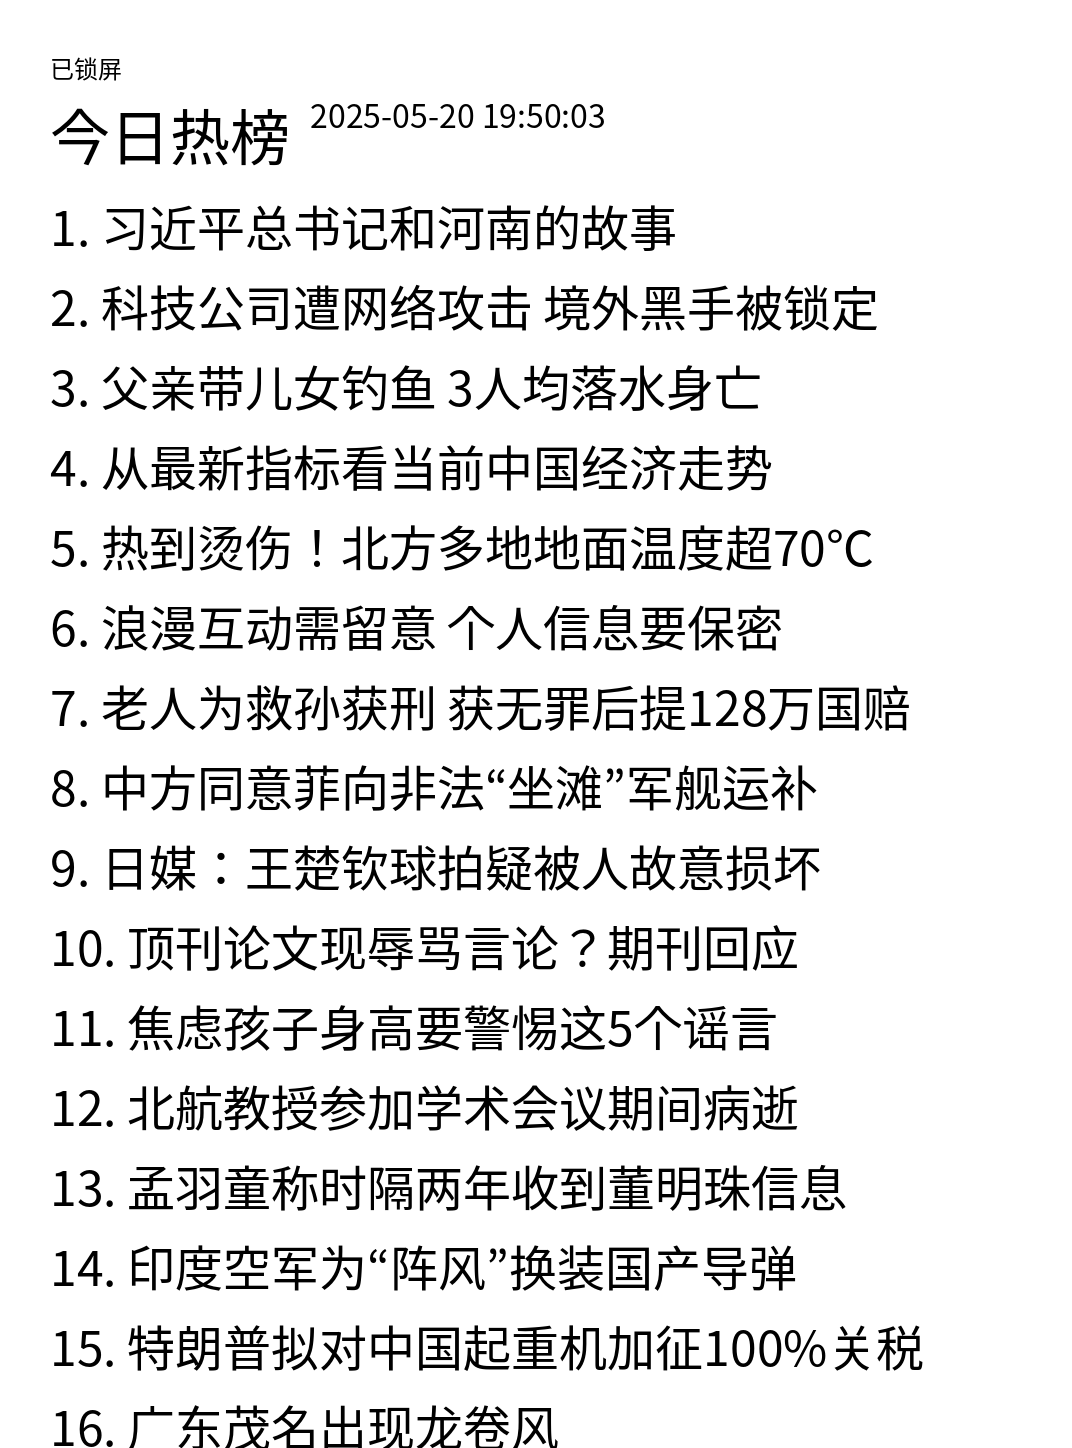 已锁屏
今日热榜 2025-05-20 19:50:03
1. 习近平总书记和河南的故事
2. 科技公司遭网络攻击 境外黑手被锁定
3. 父亲带儿女钓鱼 3人均落水身亡
4. 从最新指标看当前中国经济走势
5. 热到烫伤！北方多地地面温度超70℃
6. 浪漫互动需留意 个人信息要保密
7. 老人为救孙获刑 获无罪后提128万国赔
8. 中方同意菲向非法“坐滩”军舰运补
9. 日媒：王楚钦球拍疑被人故意损坏
10. 顶刊论文现辱骂言论？期刊回应
11. 焦虑孩子身高要警惕这5个谣言
12. 北航教授参加学术会议期间病逝
13. 孟羽童称时隔两年收到董明珠信息
14. 印度空军为“阵风”换装国产导弹
15. 特朗普拟对中国起重机加征100%关税
16. 广东茂名出现龙卷风